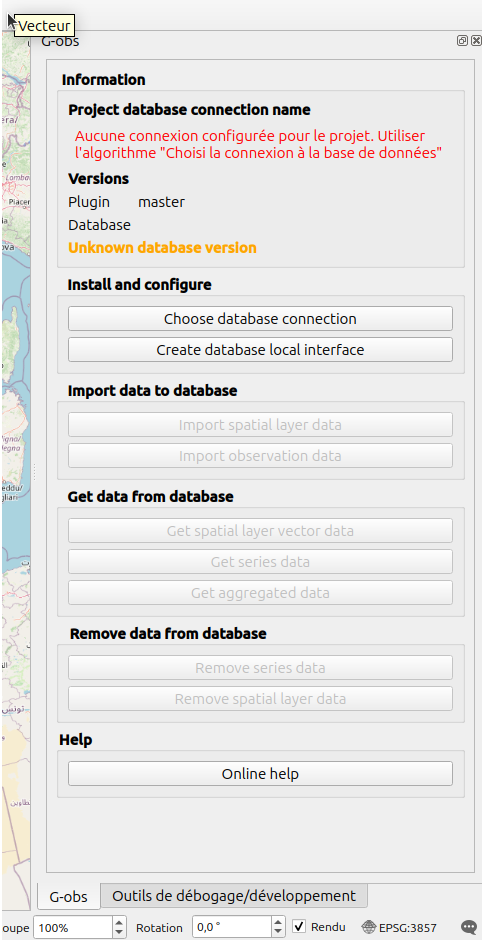 Vecteur
G-obs
Information
Project database connection name
Aucune connexion configurée pour le projet. Utiliser
l'algorithme "Choisi la connexion à la base de données"
Versions
Plugin master
Database
Unknown database version
Install and configure
Choose database connection
Create database local interface
Import data to database
Import spatial layer data
Import observation data
Get data from database
Get spatial layer vector data
Get series data
Get aggregated data
Remove data from database
Remove series data
Remove spatial layer data
Help
Online help
G-obs Outils de débogage/développement
oupe 100% Rotation 0,0 ° Rendu EPSG:3857